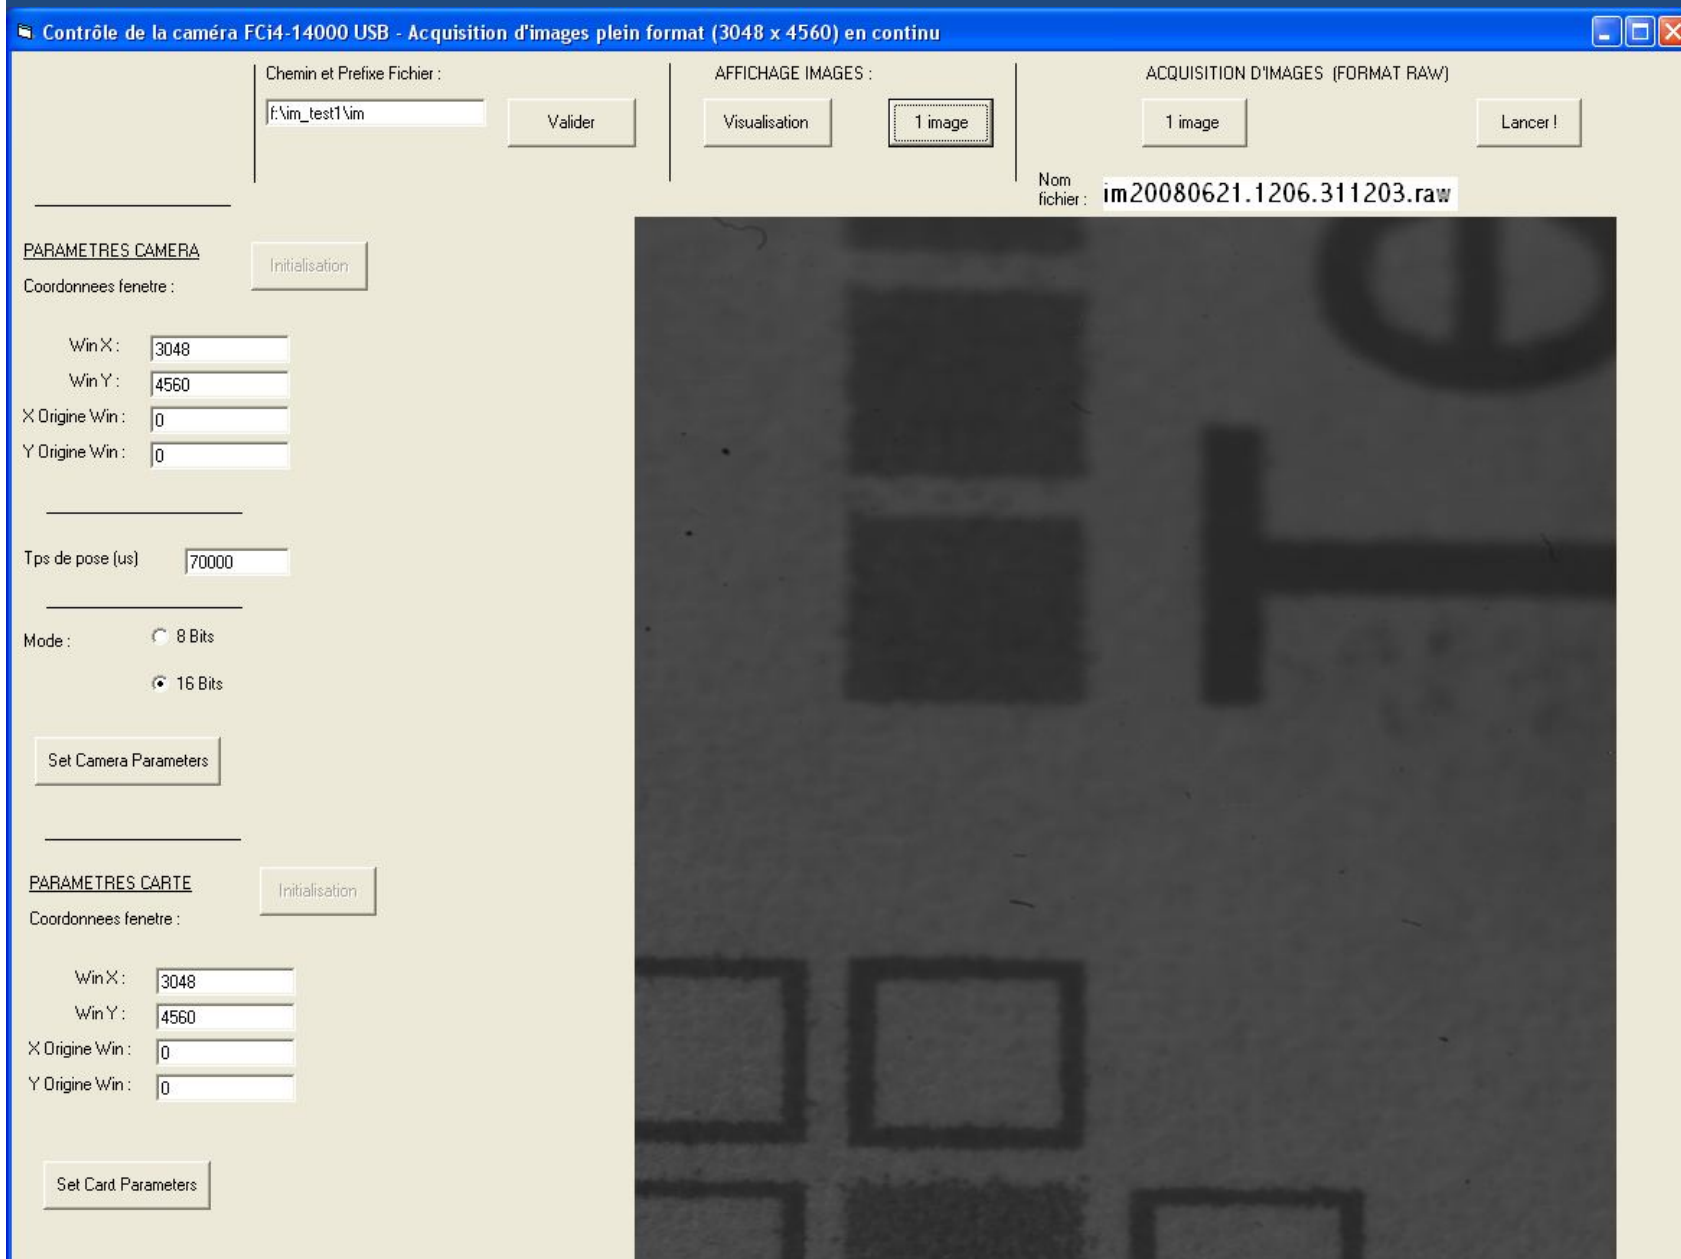 Contrôle de la caméra FCi4-14000 USB - Acquisition d'images plein format (3048 x 4560) en continu
Chemin et Prefixe Fichier :
f:\im_test1\im
Valider
AFFICHAGE IMAGES :
Visualisation
1 image
ACQUISITION D'IMAGES (FORMAT RAW)
1 image
Lancer !
Nom
fichier :
im20080621.1206.311203.raw
PARAMETRES CAMERA
Initialisation
Coordonnees fenetre :
Win X : 3048
Win Y : 4560
X Origine Win : 0
Y Origine Win : 0
Tps de pose (us) 70000
Mode : 8 Bits
16 Bits
Set Camera Parameters
PARAMETRES CARTE
Initialisation
Coordonnees fenetre :
Win X : 3048
Win Y : 4560
X Origine Win : 0
Y Origine Win : 0
Set Card Parameters